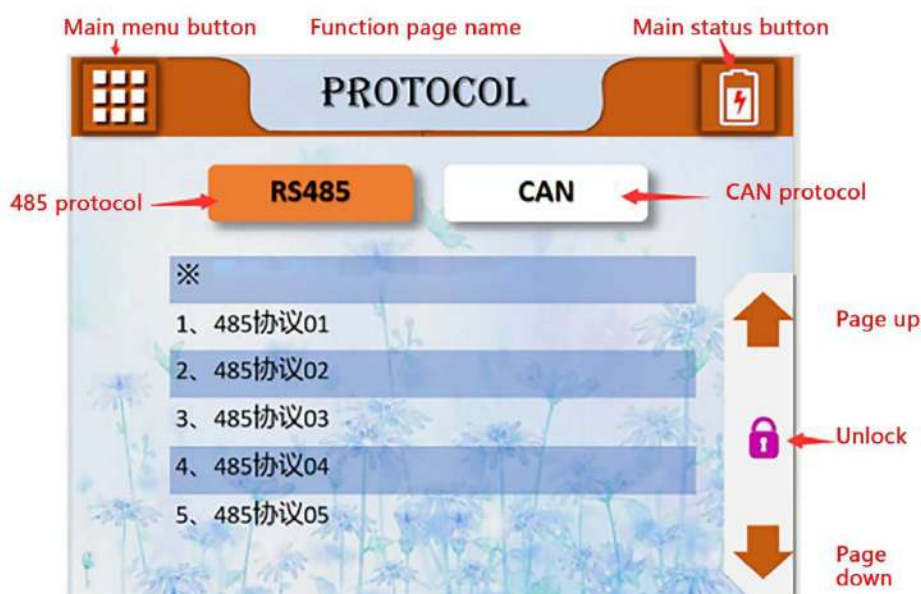 Main menu button
Function page name
Main status button
PROTOCOL
RS485
CAN
485 protocol
CAN protocol
※
1、485协议01
Page up
2、485协议02
3、485协议03
Unlock
4、485协议04
5、485协议05
Page
down